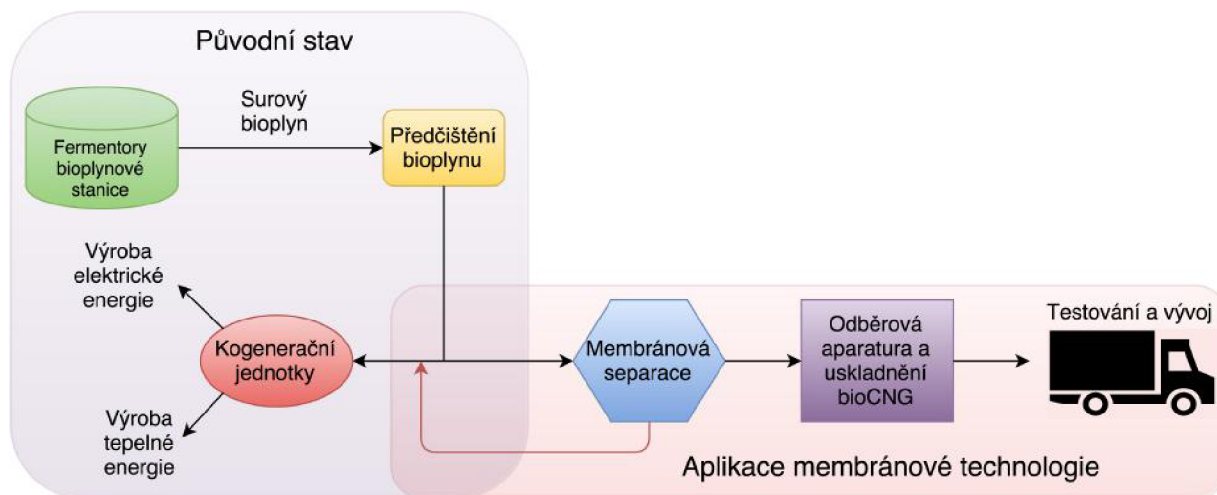 Původní stav
Surový
bioplyn
Fermentory
bioplynové
stanice
Předčištění
bioplynu
Výroba
elektrické
energie
Kogenerační
jednotky
Výroba
tepelné
energie
Membránová
separace
Odběrová
aparatura a
uskladnění
bioCNG
Testování a vývoj
Aplikace membránové technologie